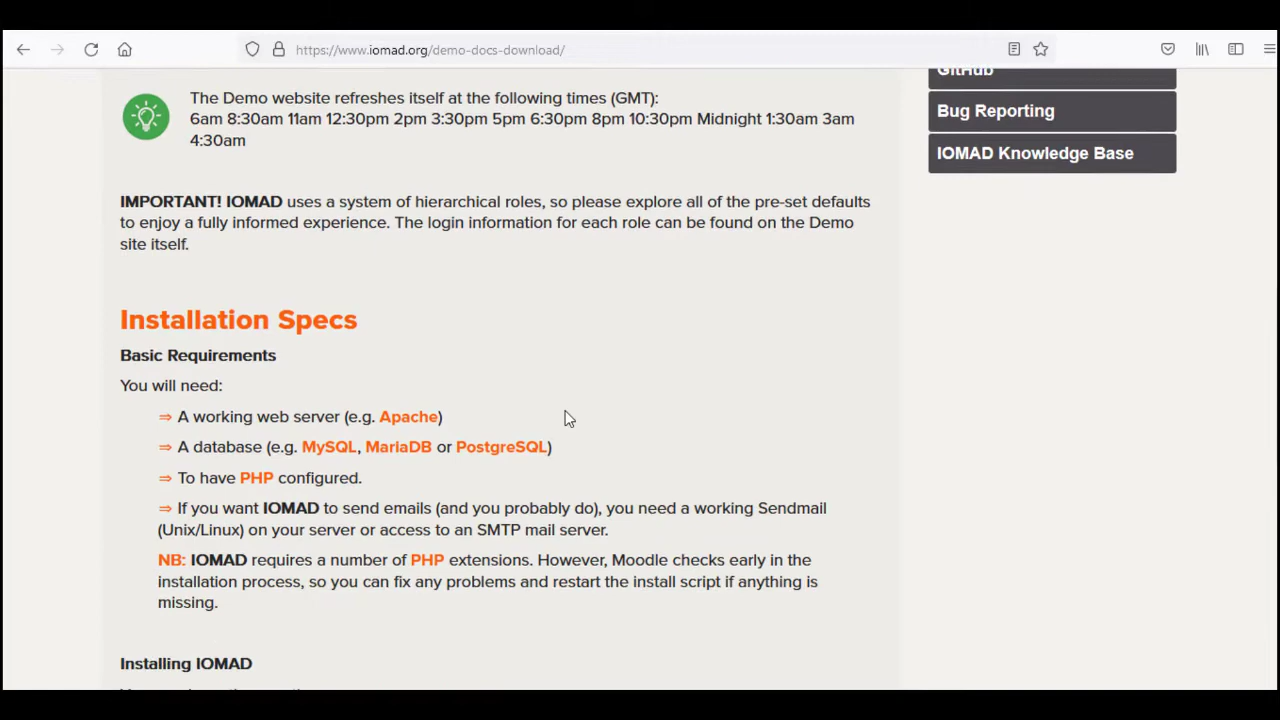 https://www.iomad.org/demo-docs-download/
GitHub
Bug Reporting
IOMAD Knowledge Base
The Demo website refreshes itself at the following times (GMT):
6am 8:30am 11am 12:30pm 2pm 3:30pm 5pm 6:30pm 8pm 10:30pm Midnight 1:30am 3am
4:30am
IMPORTANT! IOMAD uses a system of hierarchical roles, so please explore all of the pre-set defaults
to enjoy a fully informed experience. The login information for each role can be found on the Demo
site itself.
Installation Specs
Basic Requirements
You will need:
⇒ A working web server (e.g. Apache)
⇒ A database (e.g. MySQL, MariaDB or PostgreSQL)
⇒ To have PHP configured.
⇒ If you want IOMAD to send emails (and you probably do), you need a working Sendmail
(Unix/Linux) on your server or access to an SMTP mail server.
NB: IOMAD requires a number of PHP extensions. However, Moodle checks early in the
installation process, so you can fix any problems and restart the install script if anything is
missing.
Installing IOMAD